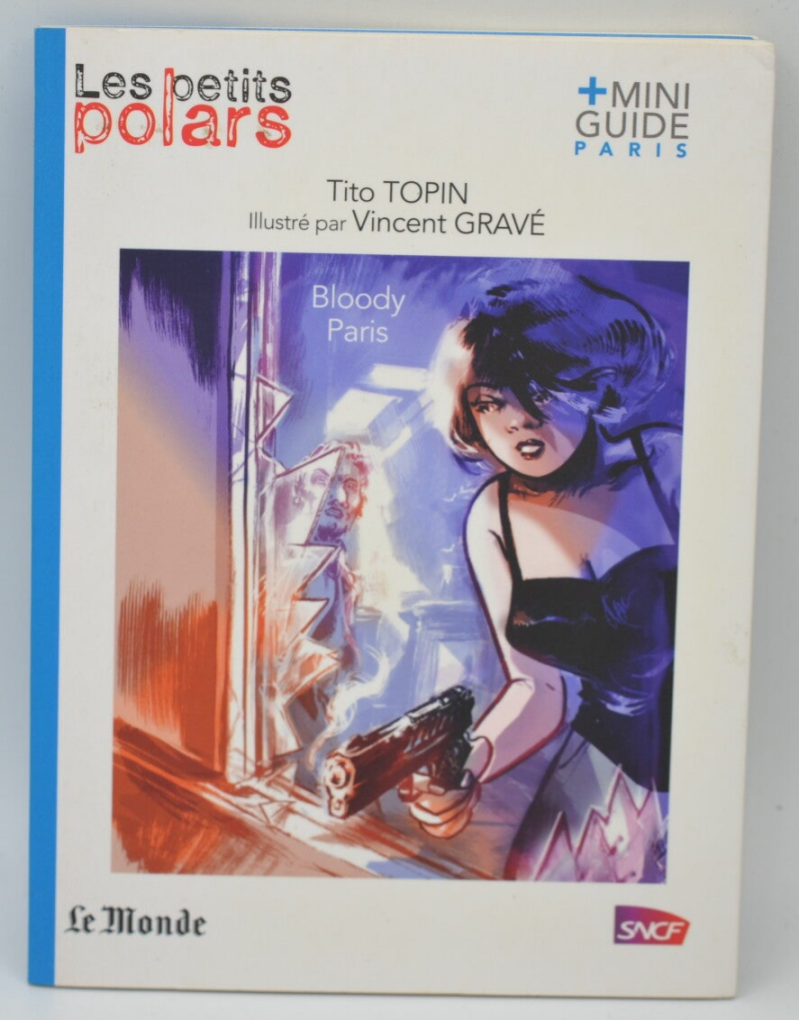 Les petits
polars
+MINI
GUIDE
PARIS
Tito TOPIN
Illustré par Vincent GRAVÉ
Bloody
Paris
Le Monde
SNCF